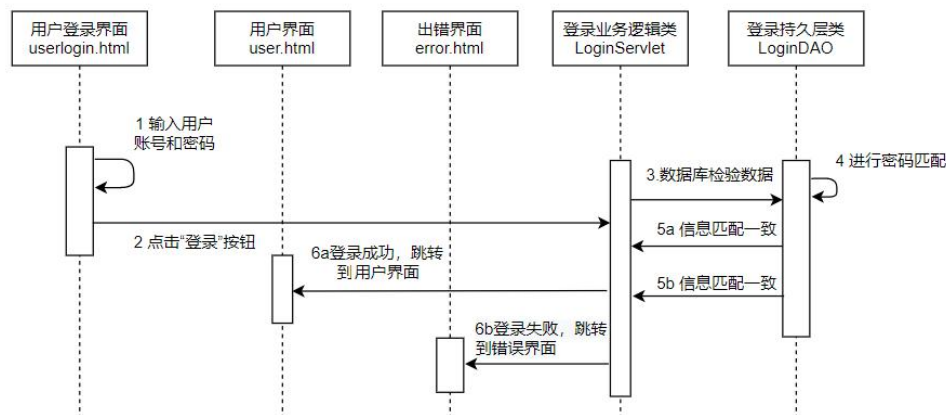 用户登录界面
userlogin.html
用户界面
user.html
出错界面
error.html
登录业务逻辑类
LoginServlet
登录持久层类
LoginDAO
1 输入用户
账号和密码
2 点击“登录”按钮
3.数据库检验数据
4 进行密码匹配
5a 信息匹配一致
5b 信息匹配一致
6a登录成功，跳转
到用户界面
6b登录失败，跳转
到错误界面